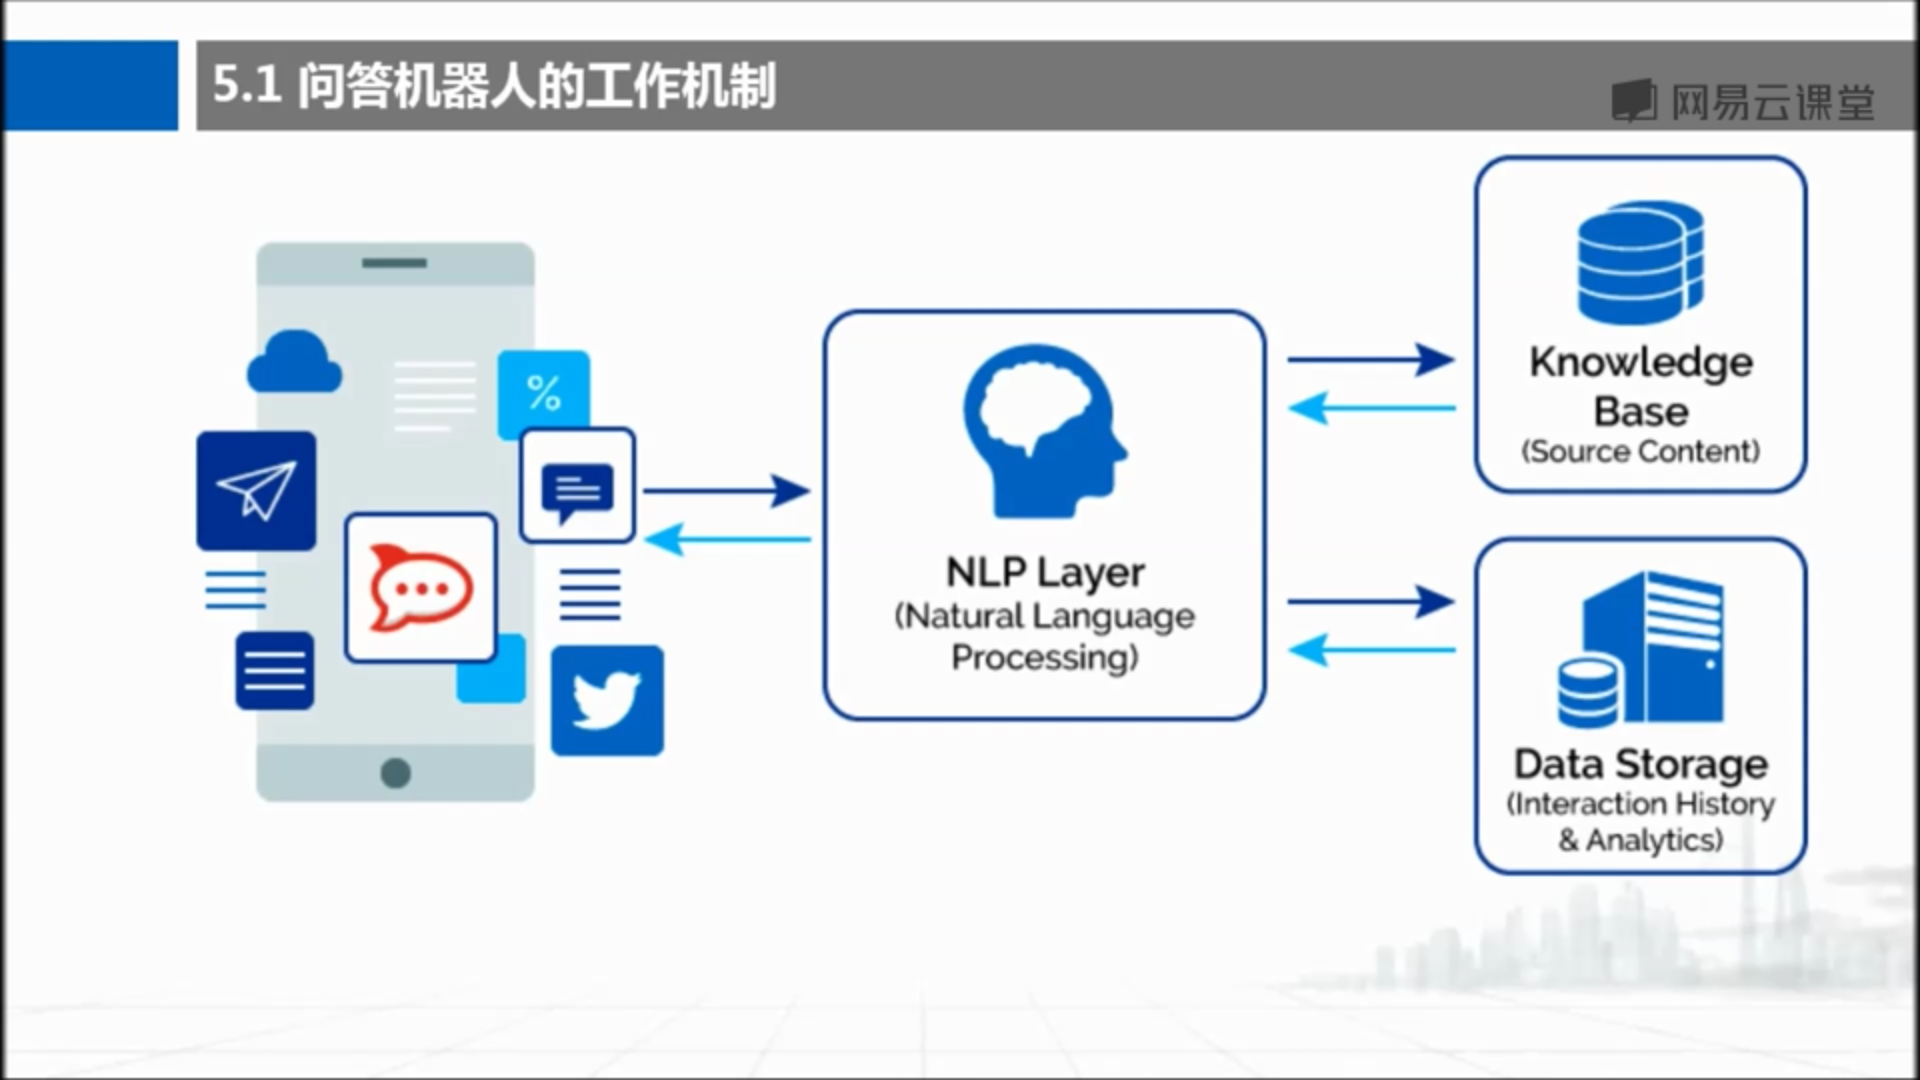 5.1 问答机器人的工作机制
网易云课堂
%
NLP Layer
(Natural Language
Processing)
Knowledge
Base
(Source Content)
Data Storage
(Interaction History
& Analytics)